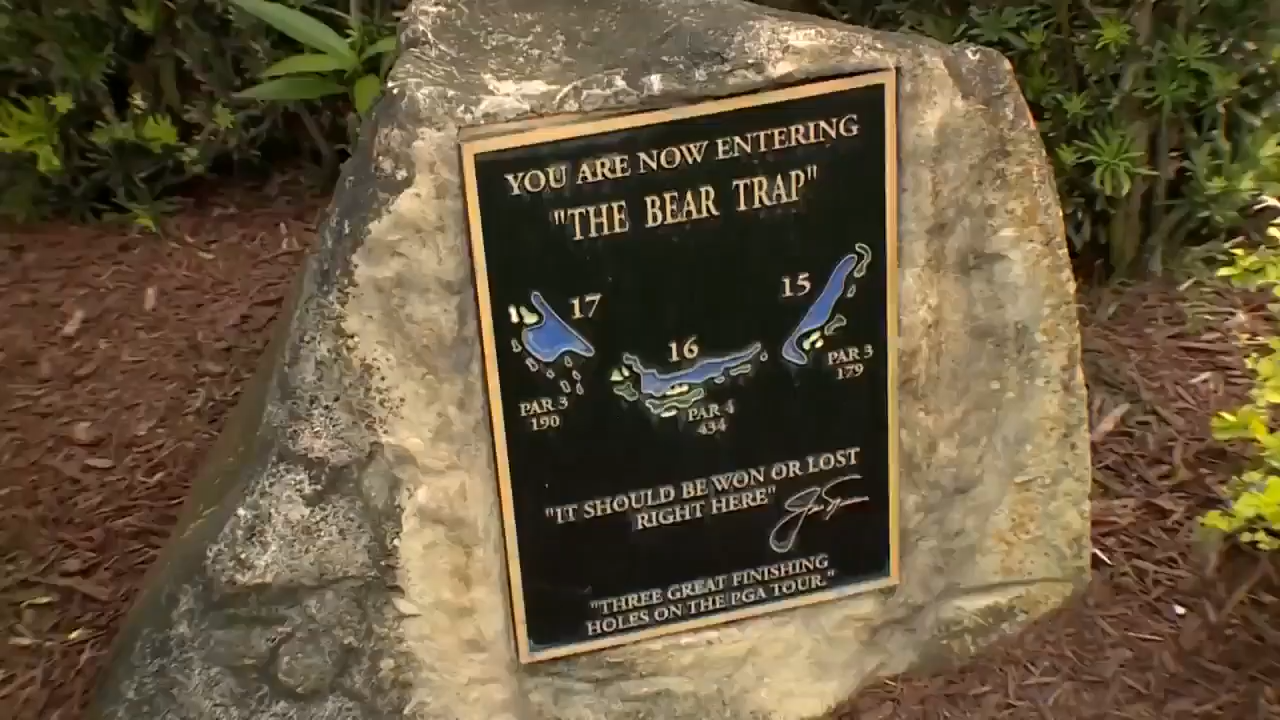 YOU ARE NOW ENTERING
"THE BEAR TRAP"
17
PAR 3
190
16
PAR 4
434
15
PAR 3
179
"IT SHOULD BE WON OR LOST
RIGHT HERE"
"THREE GREAT FINISHING
HOLES ON THE PGA TOUR."